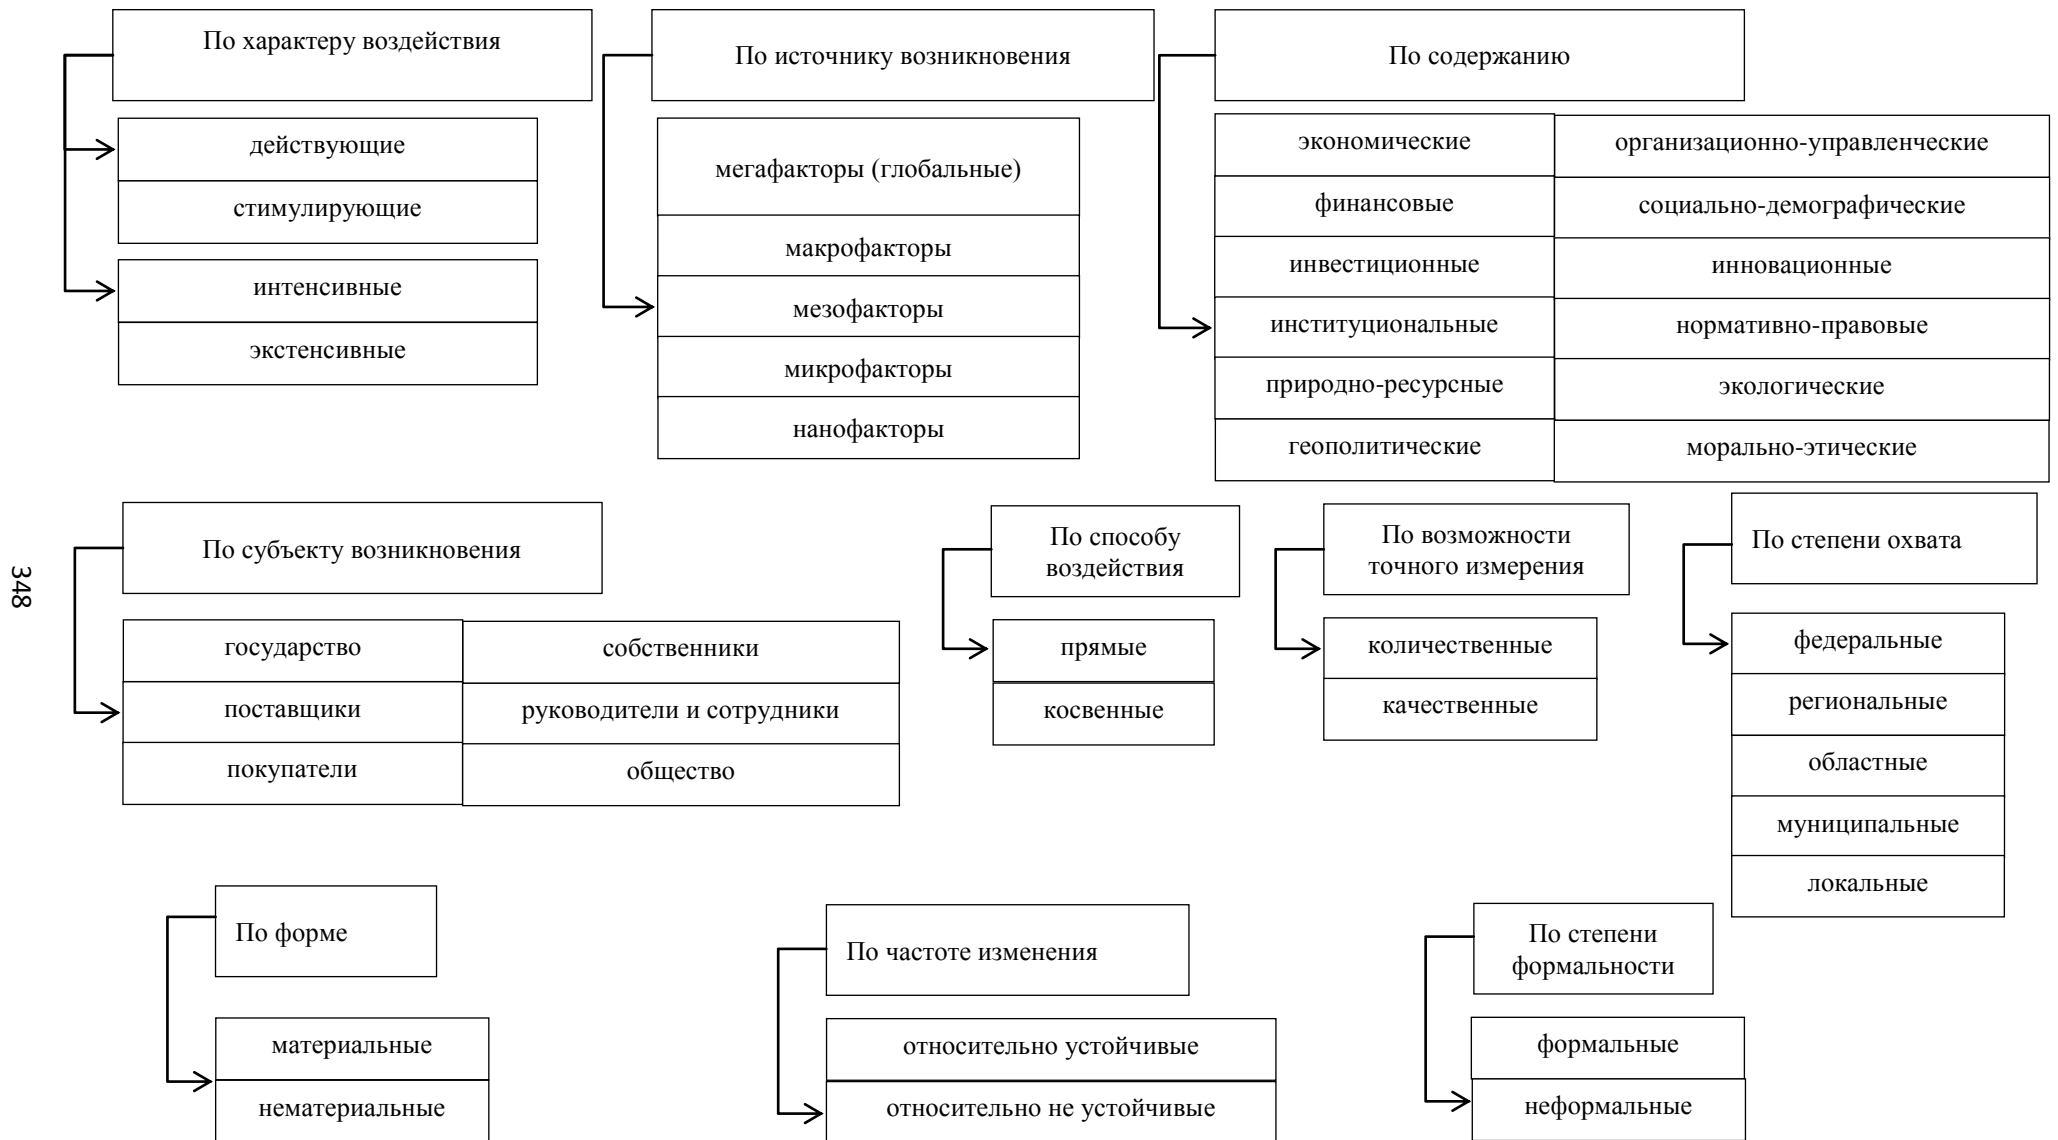 По характеру воздействия
действующие
стимулирующие
интенсивные
экстенсивные
По источнику возникновения
мегафакторы (глобальные)
макрофакторы
мезофакторы
микрофакторы
нанофакторы
По содержанию
экономические
организационно-управленческие
финансовые
социально-демографические
инвестиционные
инновационные
институциональные
нормативно-правовые
природно-ресурсные
экологические
геополитические
морально-этические
348
По субъекту возникновения
государство
собственники
поставщики
руководители и сотрудники
покупатели
общество
По способу
воздействия
прямые
косвенные
По возможности
точного измерения
количественные
качественные
По степени охвата
федеральные
региональные
областные
муниципальные
локальные
По форме
материальные
нематериальные
По частоте изменения
относительно устойчивые
относительно не устойчивые
По степени
формальности
формальные
неформальные